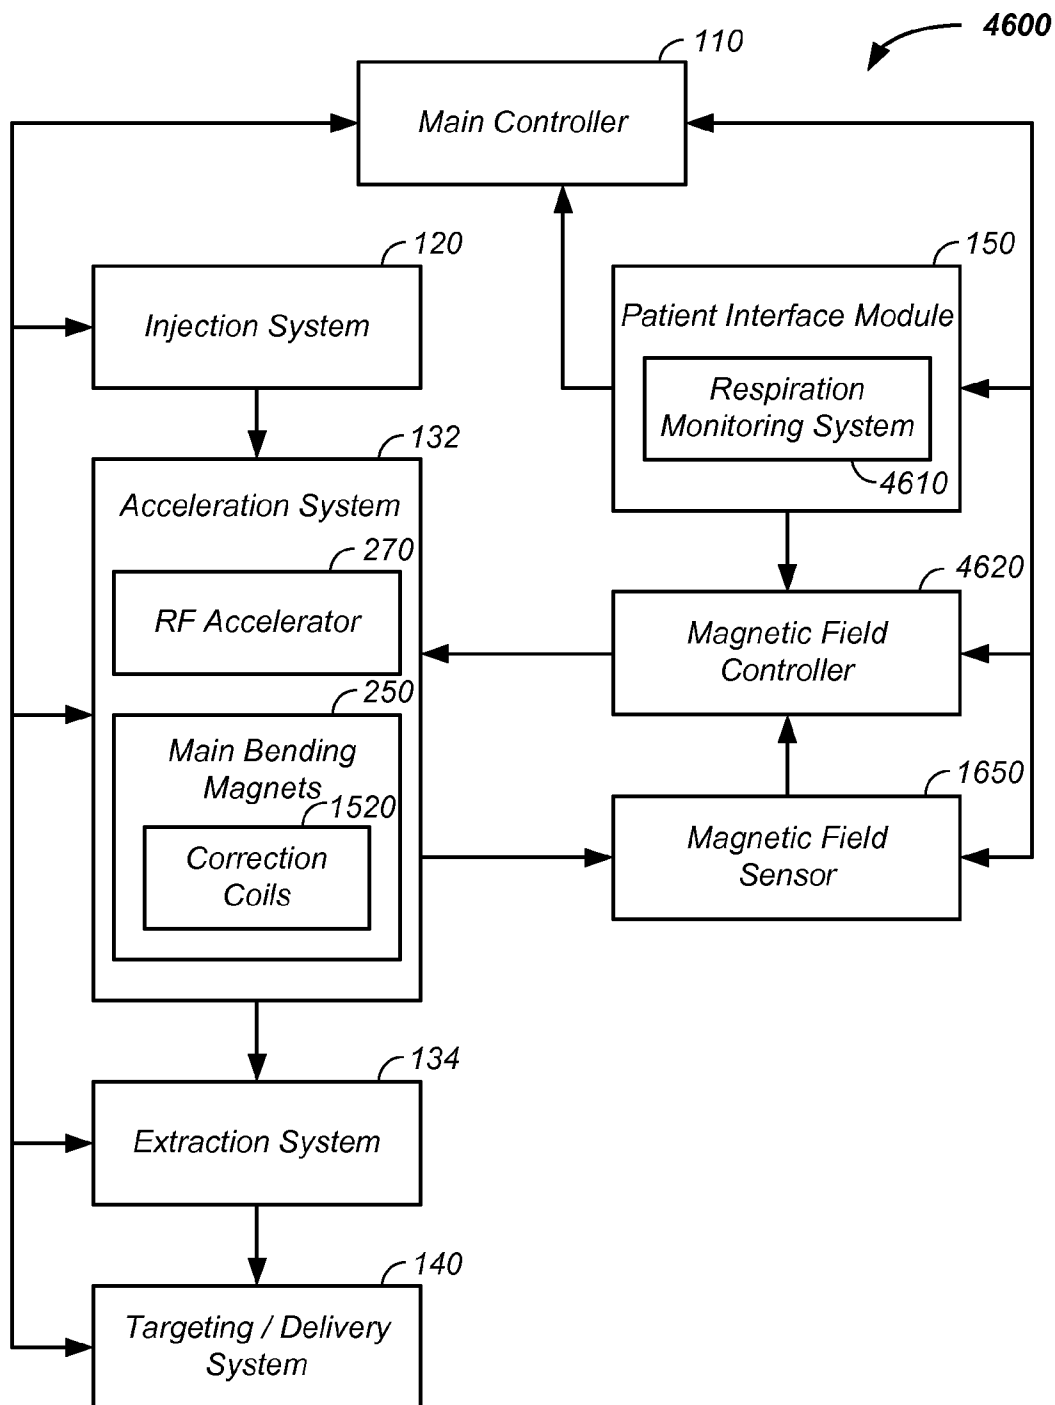 4600
110
Main Controller
120
Injection System
150
Patient Interface Module
Respiration
Monitoring System
4610
132
Acceleration System
270
RF Accelerator
250
Main Bending
Magnets
1520
Correction
Coils
4620
Magnetic Field
Controller
1650
Magnetic Field
Sensor
134
Extraction System
140
Targeting / Delivery
System